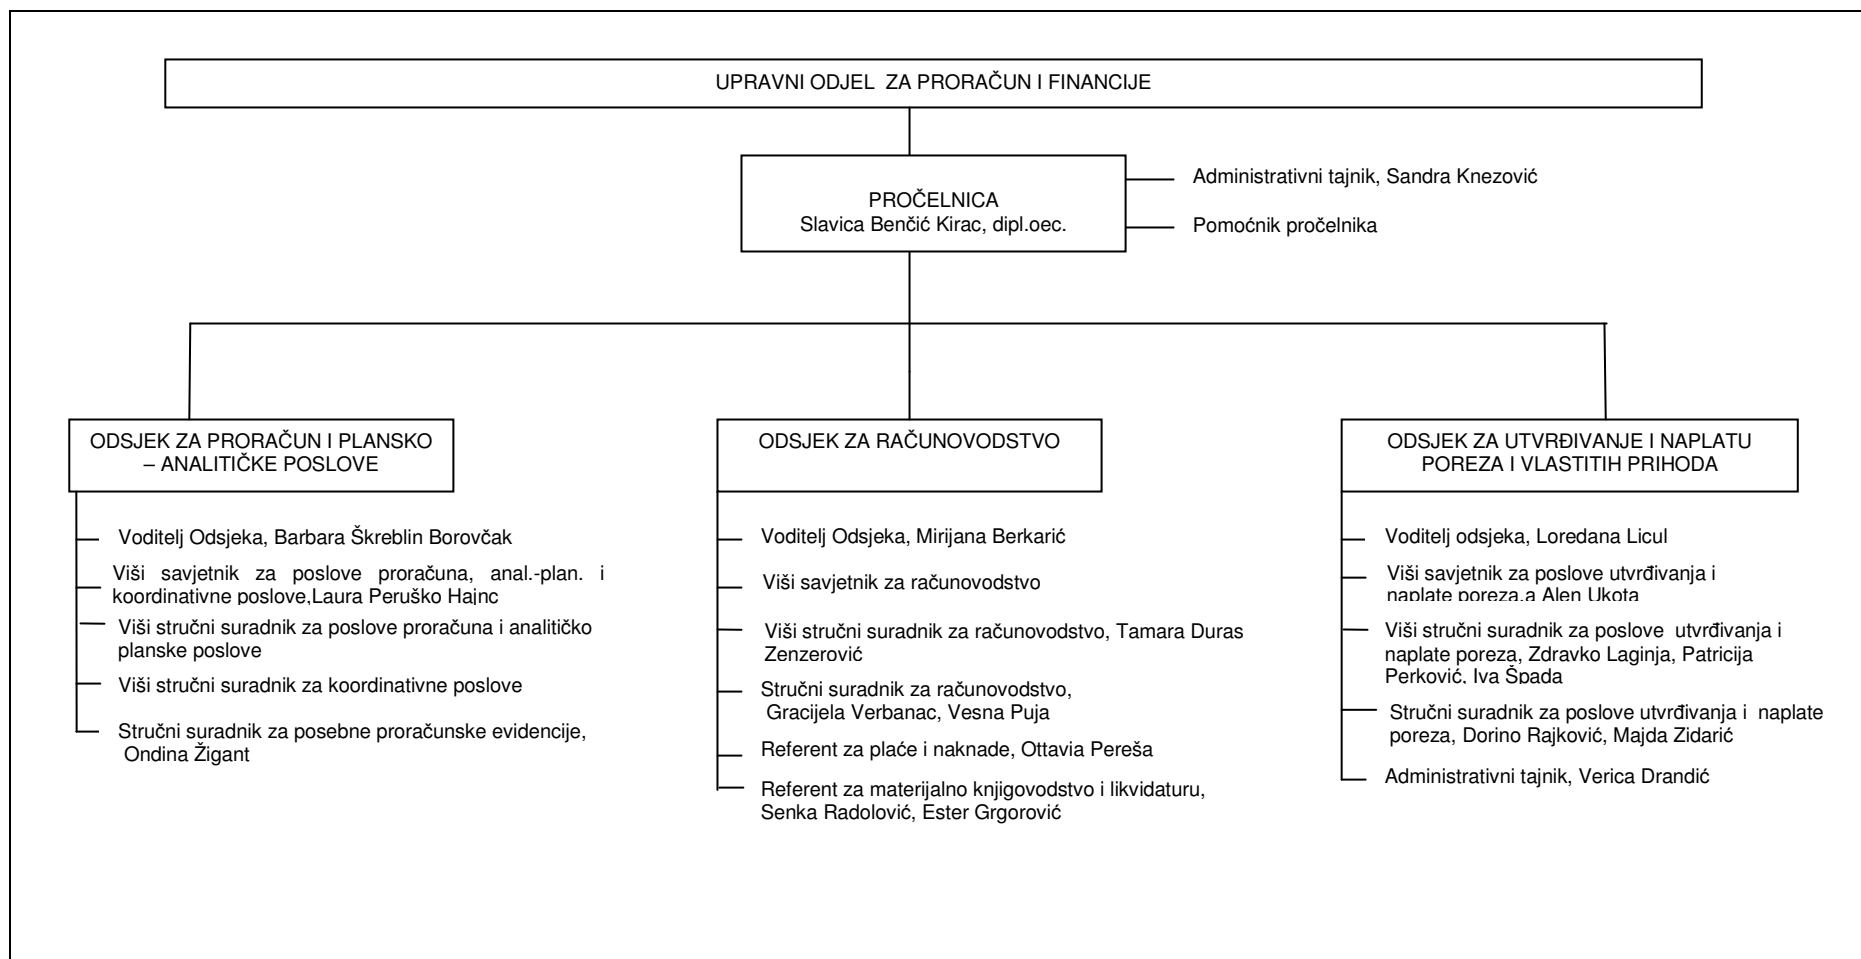 UPRAVNI ODJEL ZA PRORAČUN I FINANCIJE
PROČELNICA
Slavica Benčić Kirac, dipl.oec.
Administrativni tajnik, Sandra Knezović
Pomoćnik pročelnika
ODSJEK ZA PRORAČUN I PLANSKO
– ANALITIČKE POSLOVE
Voditelj Odsjeka, Barbara Škreblin Borovčak
Viši savjetnik za poslove proračuna, anal.-plan. i
koordinativne poslove,Laura Peruško Hajnc
Viši stručni suradnik za poslove proračuna i analitičko
planske poslove
Viši stručni suradnik za koordinativne poslove
Stručni suradnik za posebne proračunske evidencije,
Ondina Žigant
ODSJEK ZA RAČUNOVODSTVO
Voditelj Odsjeka, Mirijana Berkarić
Viši savjetnik za računovodstvo
Viši stručni suradnik za računovodstvo, Tamara Duras
Zenzerović
Stručni suradnik za računovodstvo,
Gracijela Verbanac, Vesna Puja
Referent za plaće i naknade, Ottavia Pereša
Referent za materijalno knjigovodstvo i likvidaturu,
Senka Radolović, Ester Grgorović
ODSJEK ZA UTVRĐIVANJE I NAPLATU
POREZA I VLASTITIH PRIHODA
Voditelj odsjeka, Loredana Licul
Viši savjetnik za poslove utvrđivanja i
naplate poreza,a Alen Ukota
Viši stručni suradnik za poslove utvrđivanja i
naplate poreza, Zdravko Laginja, Patricija
Perković, Iva Špada
Stručni suradnik za poslove utvrđivanja i naplate
poreza, Dorino Rajković, Majda Zidarić
Administrativni tajnik, Verica Drandić